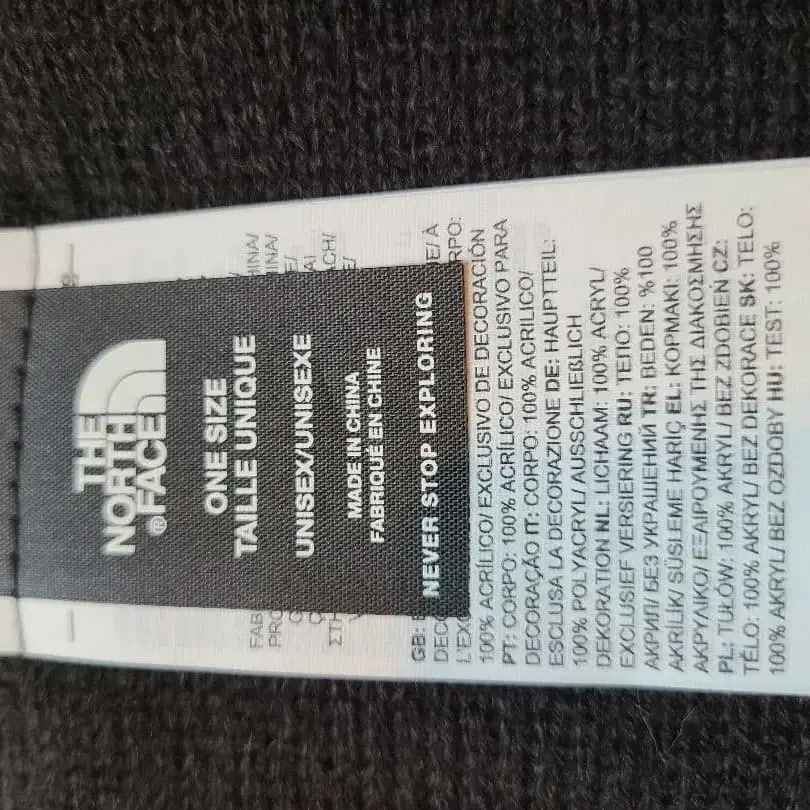 THE
NORTH
FACE
ONE SIZE
TAILLE UNIQUE
UNISEX/UNISEXE
MADE IN CHINA
FABRIQUÉ EN CHINE
NEVER STOP EXPLORING
GB:
100% ACRÍLICO/ EXCLUSIVO DE DECORACIÓN
PT: CORPO: 100% ACRÍLICO/ EXCLUSIVO PARA
DECORAÇÃO IT: CORPO: 100% ACRILICO/
ESCLUSA LA DECORAZIONE DE: HAUPTTEIL:
100% POLYACRYL/ AUSSCHLIEßLICH
DEKORATION NL: LICHAAM: 100% ACRYL/
EXCLUSIEF VERSIERING RU: ТЕЛО: 100%
АКРИЛ/ БЕЗ УКРАШЕНИЙ TR: BEDEN: %100
AKRİLİK/ SÜSLEME HARİÇ EL: ΚΟΡΜΑΚΙ: 100%
ΑΚΡΥΛΙΚΟ/ ΕΞΑΙΡΟΥΜΕΝΗΣ ΤΗΣ ΔΙΑΚΟΣΜΗΣΗΣ
PL: TUŁÓW: 100% AKRYL/ BEZ ZDOBIEŃ CZ:
TĚLO: 100% AKRYL/ BEZ DEKORACE SK: TELO:
100% AKRYL/ BEZ OZDOBY HU: TEST: 100%